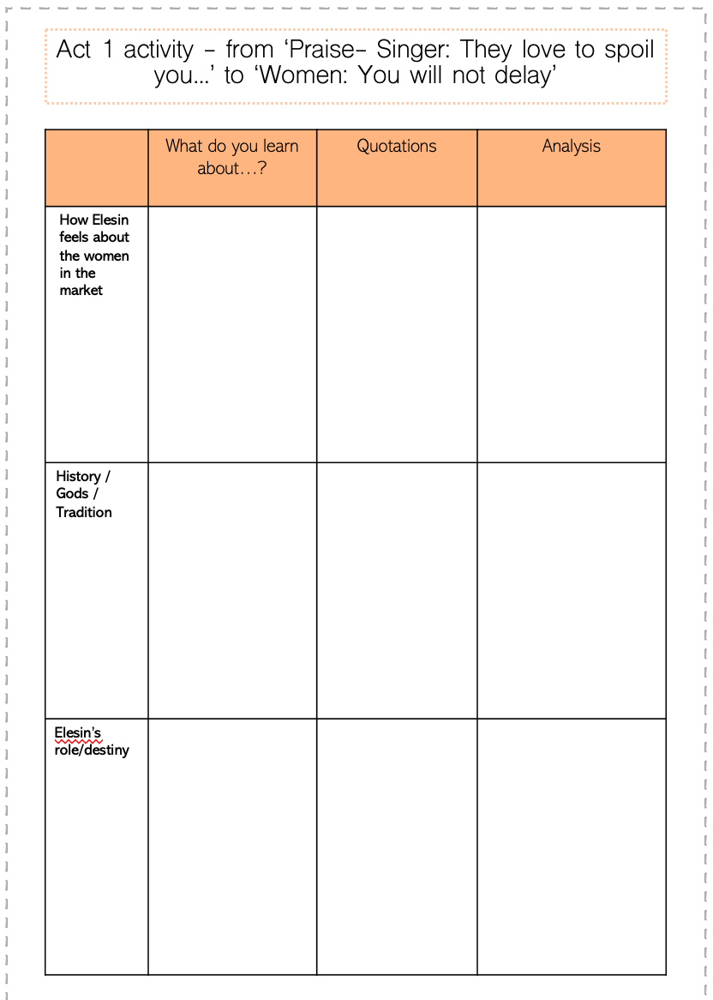 Act 1 activity – from ‘Praise– Singer: They love to spoil
you...’ to ‘Women: You will not delay’
What do you learn
about...?
Quotations
Analysis
How Elesin
feels about
the women
in the
market
History /
Gods /
Tradition
Elesin’s
role/destiny